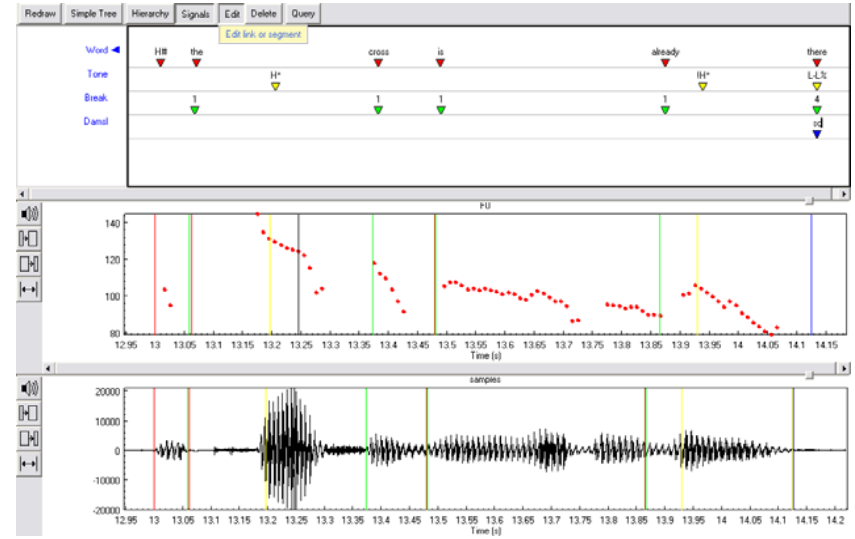 Redraw Simple Tree Hierarchy Signals Edit Delete Query
Edit link or segment
Word H# the cross is already there
Tone H* !H* L-L%
Break 1 1 1 1 4
Damsl sd
F0
140
120
100
80
12.95 13 13.05 13.1 13.15 13.2 13.25 13.3 13.35 13.4 13.45 13.5 13.55 13.6 13.65 13.7 13.75 13.8 13.85 13.9 13.95 14 14.05 14.1 14.15
Time (s)
samples
20000
10000
0
-10000
-20000
12.95 13 13.05 13.1 13.15 13.2 13.25 13.3 13.35 13.4 13.45 13.5 13.55 13.6 13.65 13.7 13.75 13.8 13.85 13.9 13.95 14 14.05 14.1 14.15 14.2
Time (s)